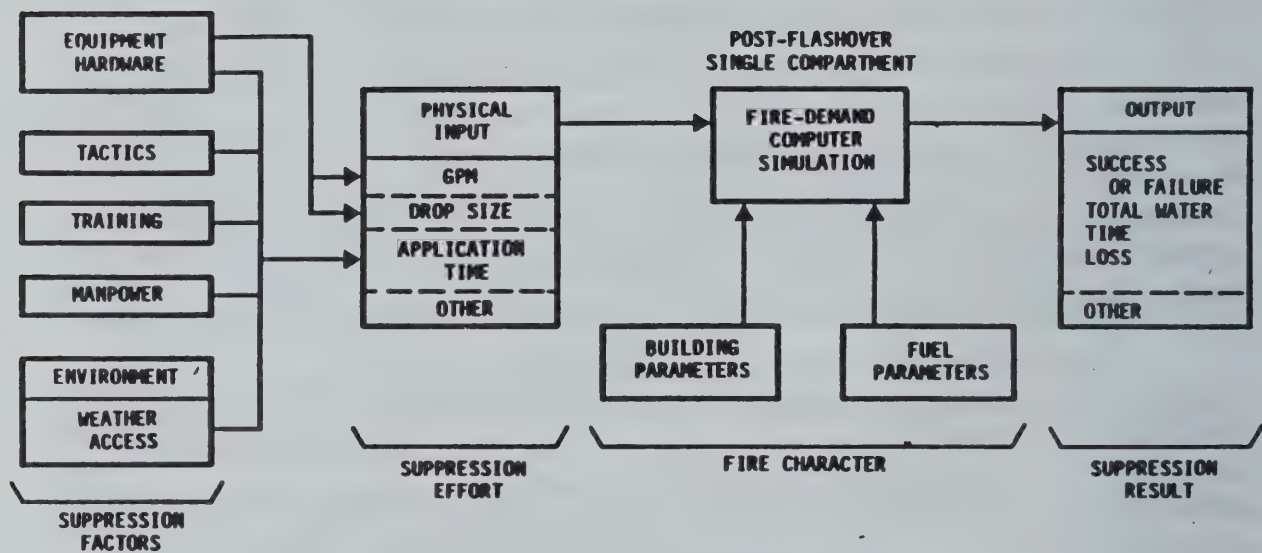 EQUIPMENT
HARDWARE
TACTICS
TRAINING
MANPOWER
ENVIRONMENT
WEATHER
ACCESS
SUPPRESSION
FACTORS
PHYSICAL
INPUT
GPM
DROP SIZE
APPLICATION
TIME
OTHER
SUPPRESSION
EFFORT
POST-FLASHOVER
SINGLE COMPARTMENT
FIRE-DEMAND
COMPUTER
SIMULATION
BUILDING
PARAMETERS
FUEL
PARAMETERS
FIRE CHARACTER
OUTPUT
SUCCESS
OR FAILURE
TOTAL WATER
TIME
LOSS
OTHER
SUPPRESSION
RESULT